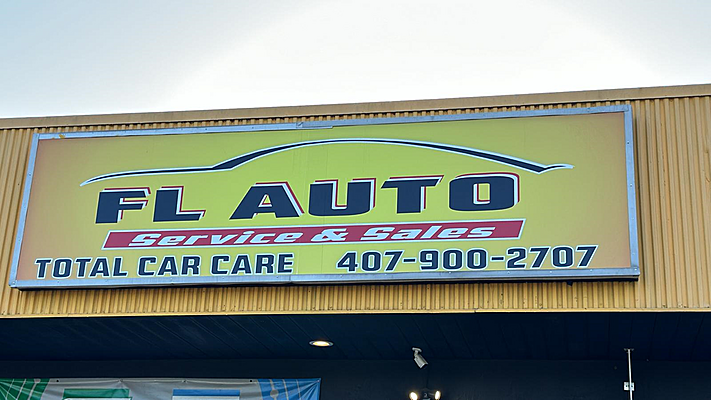 FL AUTO
Service & Sales
TOTAL CAR CARE 407-900-2707